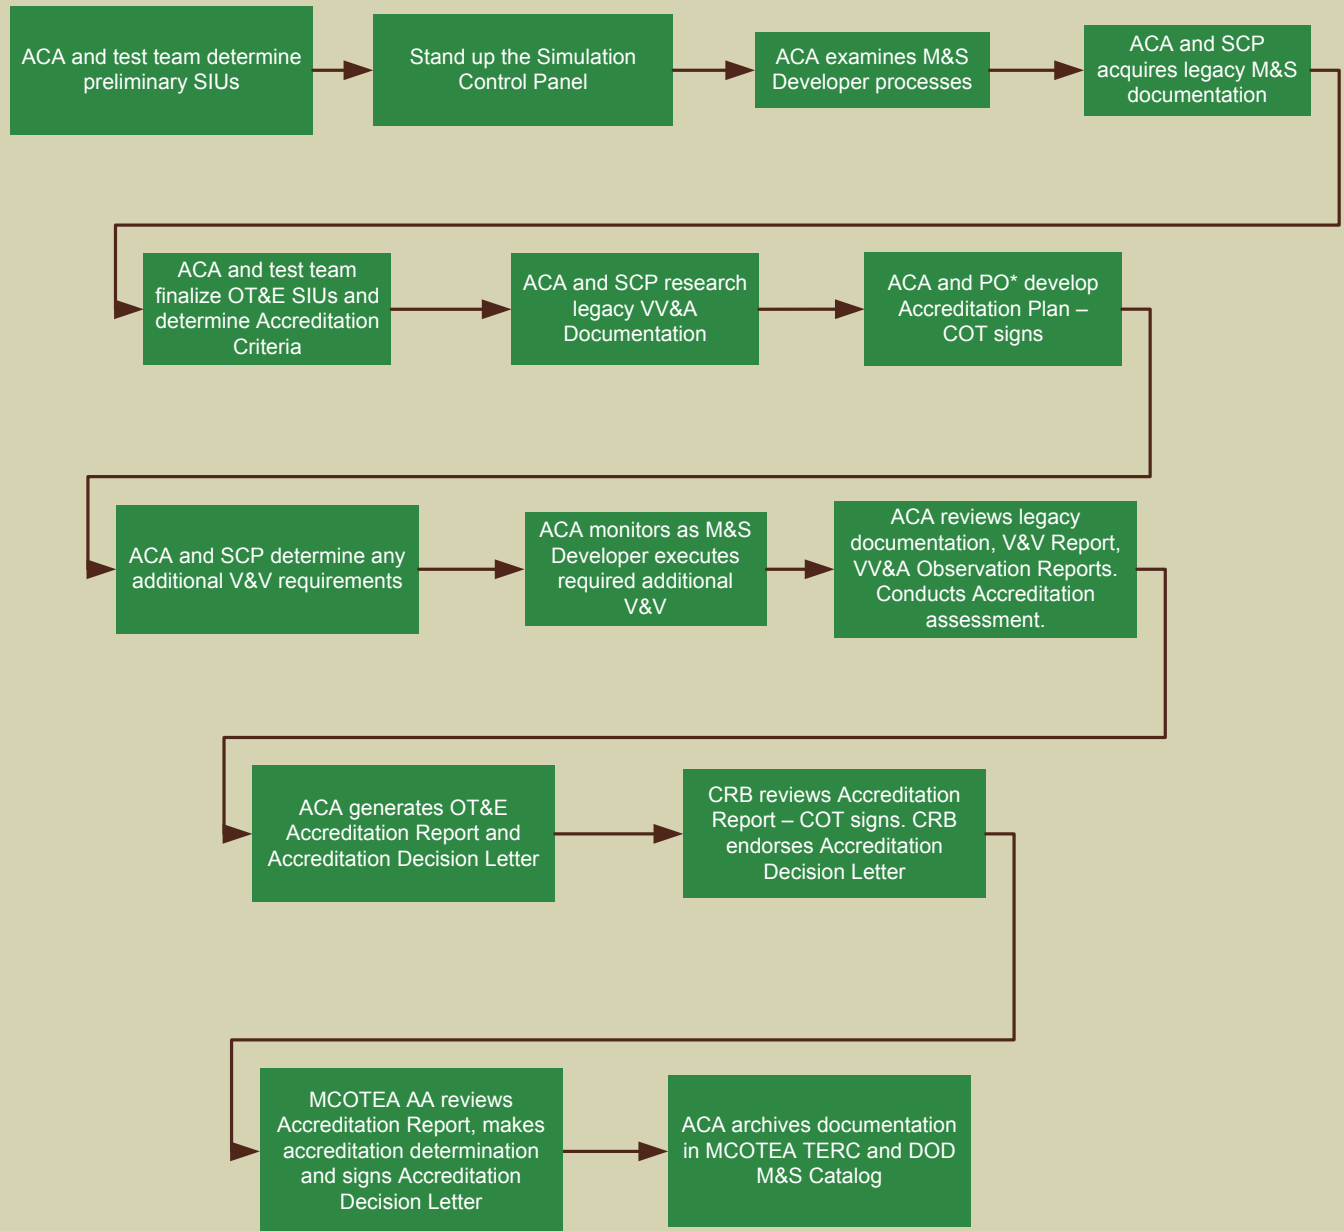 ACA and test team determine
preliminary SIUs
Stand up the Simulation
Control Panel
ACA examines M&S
Developer processes
ACA and SCP
acquires legacy M&S
documentation
ACA and test team
finalize OT&E SIUs and
determine Accreditation
Criteria
ACA and SCP research
legacy VV&A
Documentation
ACA and PO* develop
Accreditation Plan –
COT signs
ACA and SCP determine any
additional V&V requirements
ACA monitors as M&S
Developer executes
required additional
V&V
ACA reviews legacy
documentation, V&V Report,
VV&A Observation Reports.
Conducts Accreditation
assessment.
ACA generates OT&E
Accreditation Report and
Accreditation Decision Letter
CRB reviews Accreditation
Report – COT signs. CRB
endorses Accreditation
Decision Letter
MCOTEA AA reviews
Accreditation Report, makes
accreditation determination
and signs Accreditation
Decision Letter
ACA archives documentation
in MCOTEA TERC and DOD
M&S Catalog